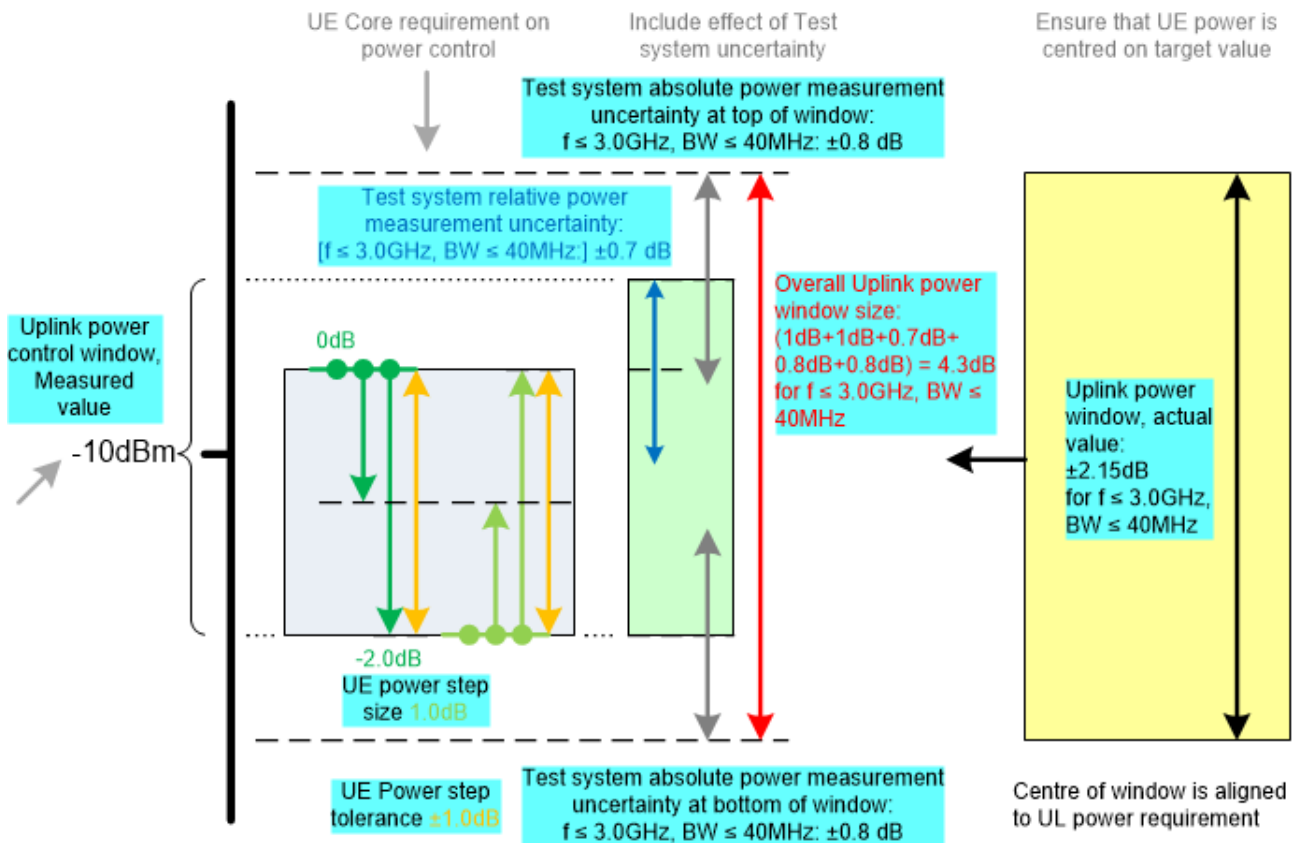 UE Core requirement on
power control
Include effect of Test
system uncertainty
Ensure that UE power is
centred on target value
Test system absolute power measurement
uncertainty at top of window:
f ≤ 3.0GHz, BW ≤ 40MHz: ±0.8 dB
Test system relative power
measurement uncertainty:
[f ≤ 3.0GHz, BW ≤ 40MHz:] ±0.7 dB
Uplink power
control window,
Measured
value
-10dBm
0dB
Overall Uplink power
window size:
(1dB+1dB+0.7dB+
0.8dB+0.8dB) = 4.3dB
for f ≤ 3.0GHz, BW ≤
40MHz
Uplink power
window, actual
value:
±2.15dB
for f ≤ 3.0GHz,
BW ≤ 40MHz
-2.0dB
UE power step
size 1.0dB
UE Power step
tolerance ±1.0dB
Test system absolute power measurement
uncertainty at bottom of window:
f ≤ 3.0GHz, BW ≤ 40MHz: ±0.8 dB
Centre of window is aligned
to UL power requirement